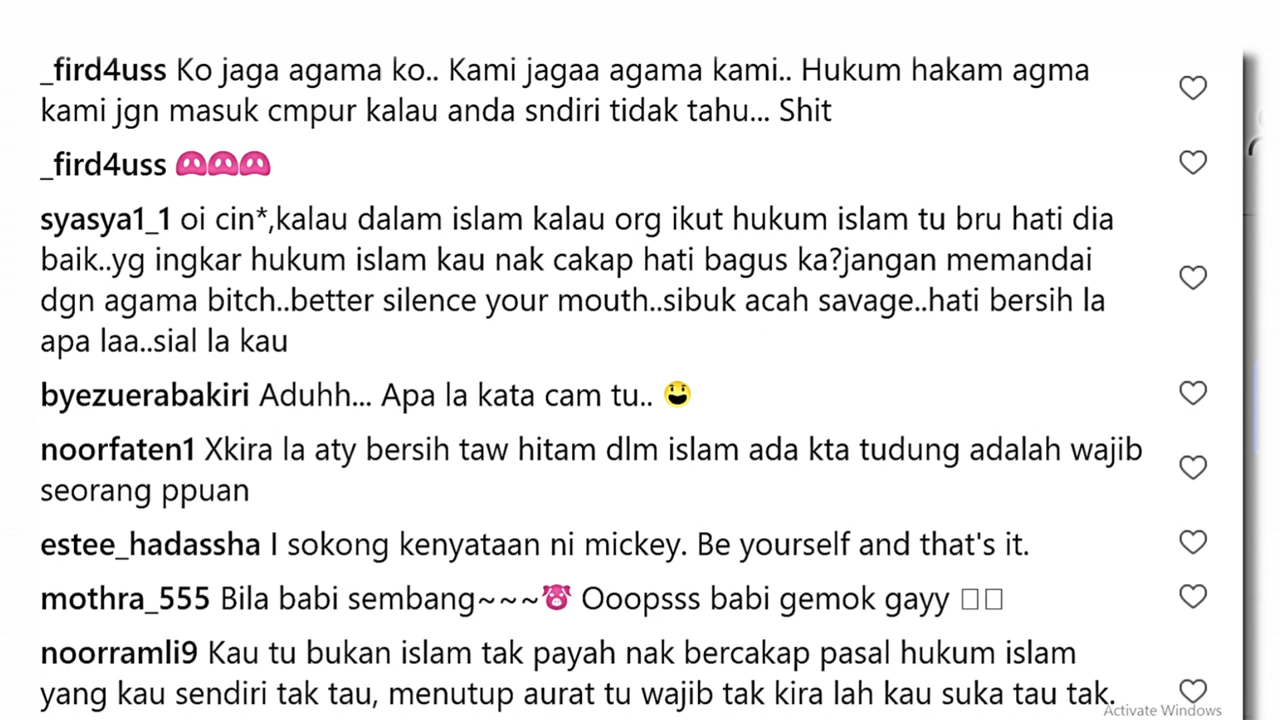 _fird4uss Ko jaga agama ko.. Kami jagaa agama kami.. Hukum hakam agma
kami jgn masuk cmpur kalau anda sndiri tidak tahu... Shit
_fird4uss 🐽🐽🐽
syasya1_1 oi cin*,kalau dalam islam kalau org ikut hukum islam tu bru hati dia
baik..yg ingkar hukum islam kau nak cakap hati bagus ka?jangan memandai
dgn agama bitch..better silence your mouth..sibuk acah savage..hati bersih la
apa laa..sial la kau
byezuerabakiri Aduhh... Apa la kata cam tu.. 😀
noorfaten1 Xkira la aty bersih taw hitam dlm islam ada kta tudung adalah wajib
seorang ppuan
estee_hadassha I sokong kenyataan ni mickey. Be yourself and that's it.
mothra_555 Bila babi sembang~~~🐷 Ooopsss babi gemok gayy □□
noorramli9 Kau tu bukan islam tak payah nak bercakap pasal hukum islam
yang kau sendiri tak tau, menutup aurat tu wajib tak kira lah kau suka tau tak.
Activate Windows